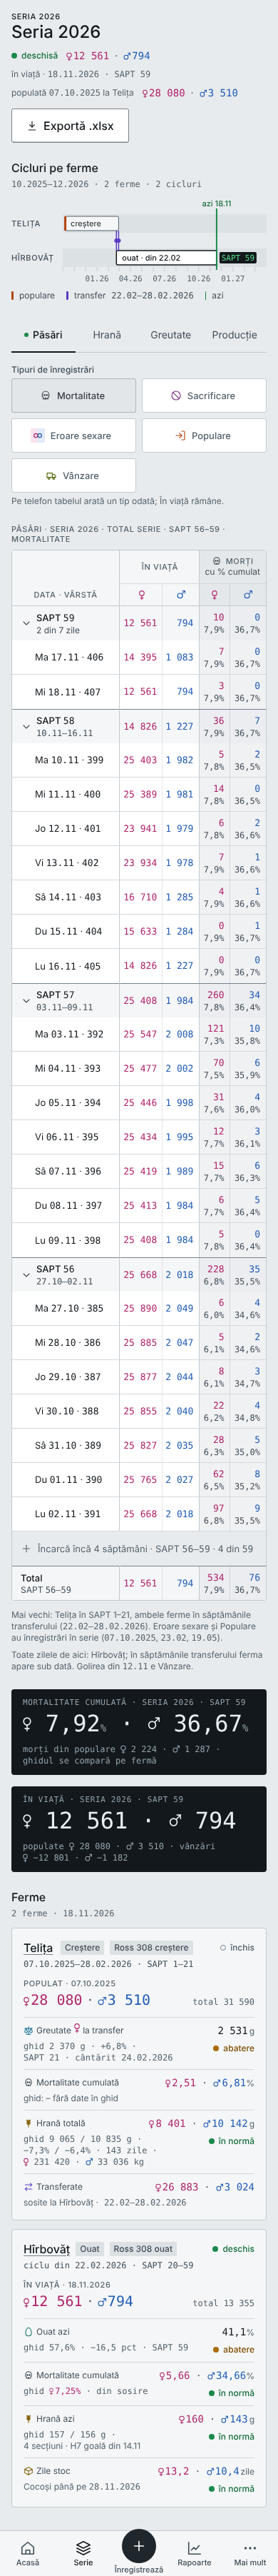 SERIA 2026
Seria 2026
deschisă ♀12 561 · ♂794
în viață · 18.11.2026 · SAPT 59
populată 07.10.2025 la Telița ♀28 080 · ♂3 510
Exportă .xlsx
Cicluri pe ferme
10.2025–12.2026 · 2 ferme · 2 cicluri
azi 18.11
TELIȚA creștere
HÎRBOVĂȚ ouat · din 22.02 SAPT 59
01.26 04.26 07.26 10.26 01.27
populare transfer 22.02–28.02.2026 azi
Păsări Hrană Greutate Producție
Tipuri de înregistrări
Mortalitate Sacrificare
Eroare sexare Populare
Vânzare
Pe telefon tabelul arată un tip odată; În viață rămâne.
PĂSĂRI · SERIA 2026 · TOTAL SERIE · SAPT 56–59 ·
MORTALITATE
ÎN VIAȚĂ MORȚI
cu % cumulat
DATA · VÂRSTĂ ♀ ♂ ♀ ♂
SAPT 59 12 561 794 10 0
2 din 7 zile 7,9% 36,7%
Ma 17.11 · 406 14 395 1 083 7 0
7,9% 36,7%
Mi 18.11 · 407 12 561 794 3 0
7,9% 36,7%
SAPT 58 14 826 1 227 36 7
10.11–16.11 7,9% 36,7%
Ma 10.11 · 399 25 403 1 982 5 2
7,8% 36,5%
Mi 11.11 · 400 25 389 1 981 14 0
7,8% 36,5%
Jo 12.11 · 401 23 941 1 979 6 2
7,8% 36,6%
Vi 13.11 · 402 23 934 1 978 7 1
7,9% 36,6%
Sâ 14.11 · 403 16 710 1 285 4 1
7,9% 36,6%
Du 15.11 · 404 15 633 1 284 0 1
7,9% 36,7%
Lu 16.11 · 405 14 826 1 227 0 0
7,9% 36,7%
SAPT 57 25 408 1 984 260 34
03.11–09.11 7,8% 36,4%
Ma 03.11 · 392 25 547 2 008 121 10
7,3% 35,8%
Mi 04.11 · 393 25 477 2 002 70 6
7,5% 35,9%
Jo 05.11 · 394 25 446 1 998 31 4
7,6% 36,0%
Vi 06.11 · 395 25 434 1 995 12 3
7,7% 36,1%
Sâ 07.11 · 396 25 419 1 989 15 6
7,7% 36,3%
Du 08.11 · 397 25 413 1 984 6 5
7,7% 36,4%
Lu 09.11 · 398 25 408 1 984 5 0
7,8% 36,4%
SAPT 56 25 668 2 018 228 35
27.10–02.11 6,8% 35,5%
Ma 27.10 · 385 25 890 2 049 6 4
6,0% 34,6%
Mi 28.10 · 386 25 885 2 047 5 2
6,1% 34,6%
Jo 29.10 · 387 25 877 2 044 8 3
6,1% 34,7%
Vi 30.10 · 388 25 855 2 040 22 4
6,2% 34,8%
Sâ 31.10 · 389 25 827 2 035 28 5
6,3% 35,0%
Du 01.11 · 390 25 765 2 027 62 8
6,5% 35,2%
Lu 02.11 · 391 25 668 2 018 97 9
6,8% 35,5%
Încarcă încă 4 săptămâni · SAPT 56–59 · 4 din 59
Total 12 561 794 534 76
SAPT 56–59 7,9% 36,7%
Mai vechi: Telița în SAPT 1–21, ambele ferme în săptămâna
transferului (22.02–28.02.2026). Eroare sexare și Populare
au înregistrări în serie (07.10.2025, 23.02, 19.05).
Toate zilele de aici: Hîrbovăț; în săptămâna transferului ferma
apare sub dată. Golirea din 12.11 e Vânzare.
MORTALITATE CUMULATĂ · SERIA 2026 · SAPT 59
♀ 7,92% · ♂ 36,67%
morți din populare ♀ 2 224 · ♂ 1 287 ·
ghidul se compară pe fermă
ÎN VIAȚĂ · SERIA 2026 · SAPT 59
♀ 12 561 · ♂ 794
populate ♀ 28 080 · ♂ 3 510 · vânzări
♀ −12 801 · ♂ −1 182
Ferme
2 ferme · 18.11.2026
Telița Creștere Ross 308 creștere închis
07.10.2025–28.02.2026 · SAPT 1–21
POPULAT · 07.10.2025
♀28 080 · ♂3 510 total 31 590
Greutate ♀ la transfer 2 531 g
ghid 2 370 g · +6,8% · abatere
SAPT 21 · cântărit 24.02.2026
Mortalitate cumulată ♀2,51 · ♂6,81%
ghid: – fără date în ghid
Hrană totală ♀8 401 · ♂10 142 g
ghid 9 065 / 10 835 g · în normă
−7,3% / −6,4% · 143 zile ·
♀ 231 420 · ♂ 33 036 kg
Transferate ♀26 883 · ♂3 024
sosite la Hîrbovăț · 22.02–28.02.2026
Hîrbovăț Ouat Ross 308 ouat deschis
ciclu din 22.02.2026 · SAPT 20–59
ÎN VIAȚĂ · 18.11.2026
♀12 561 · ♂794 total 13 355
Ouat azi 41,1%
ghid 57,6% · −16,5 pct · SAPT 59 abatere
Mortalitate cumulată ♀5,66 · ♂34,66%
ghid ♀7,25% · din sosire în normă
Hrană azi ♀160 · ♂143 g
ghid 157 / 156 g · în normă
4 secțiuni · H7 goală din 14.11
Zile stoc ♀13,2 · ♂10,4 zile
Cocoși până pe 28.11.2026 în normă
Acasă Serie Înregistrează Rapoarte Mai mult